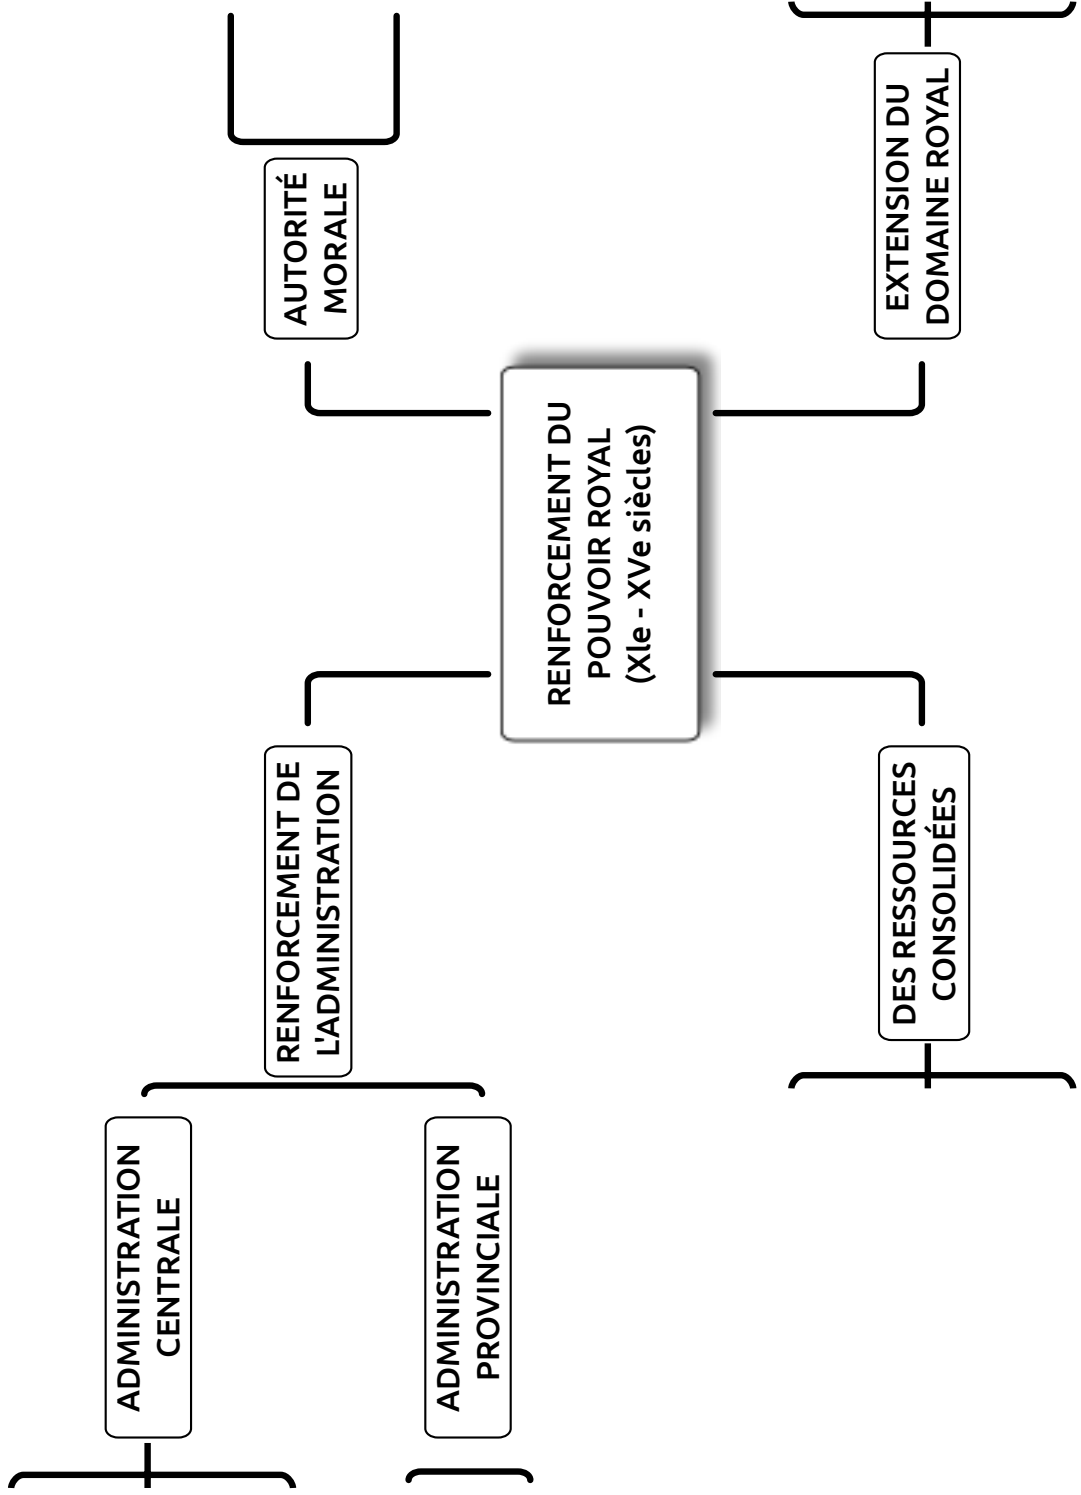 RENFORCEMENT DU
POUVOIR ROYAL
(XIe - XVe siècles)
AUTORITÉ
MORALE
EXTENSION DU
DOMAINE ROYAL
RENFORCEMENT DE
L'ADMINISTRATION
DES RESSOURCES
CONSOLIDÉES
ADMINISTRATION
CENTRALE
ADMINISTRATION
PROVINCIALE